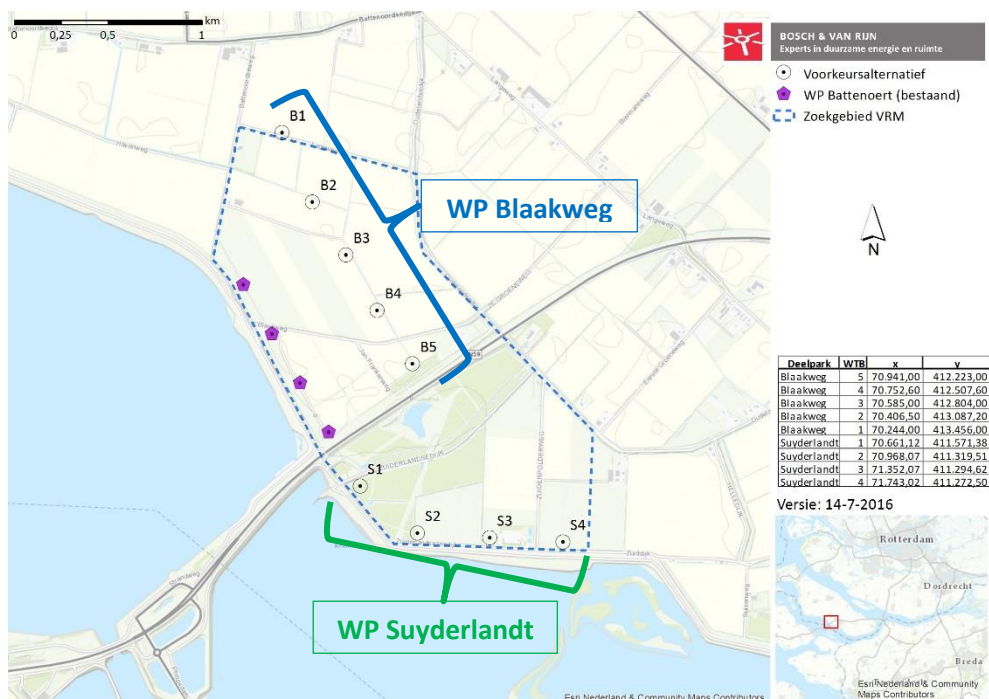 km
0 0,25 0,5 1
BOSCH & VAN RIJN
Experts in duurzame energie en ruimte
Voorkeursalternatief
WP Battenoert (bestaand)
Zoekgebied VRM
B1
B2
WP Blaakweg
B3
B4
B5
N
S1
S2
S3
S4
WP Suyderlandt
Battenoordsedijk
Langeweg
ZUIDERLANDSEDIJK
ZUIDERPOLDERWEG
HELLEDIJK
Zuiddijk
Deelpark WTB x y
Blaakweg 5 70.941,00 412.223,00
Blaakweg 4 70.752,60 412.507,60
Blaakweg 3 70.585,00 412.804,00
Blaakweg 2 70.406,50 413.087,20
Blaakweg 1 70.244,00 413.456,00
Suyderlandt 1 70.661,12 411.571,38
Suyderlandt 2 70.968,07 411.319,51
Suyderlandt 3 71.352,07 411.294,62
Suyderlandt 4 71.743,02 411.272,50
Versie: 14-7-2016
Rotterdam
Dordrecht
Breda
Esri Nederland & Community
Maps Contributors
Esri Nederland & Community Maps Contributors